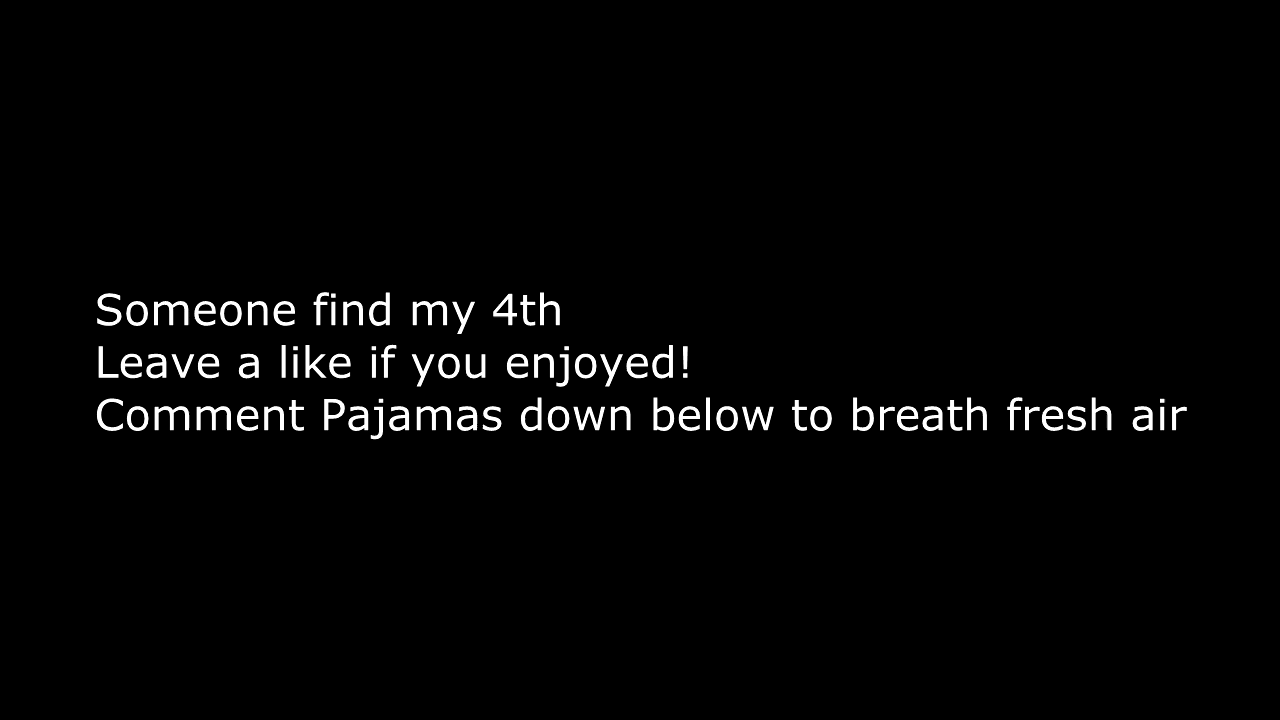 Someone find my 4th
Leave a like if you enjoyed!
Comment Pajamas down below to breath fresh air